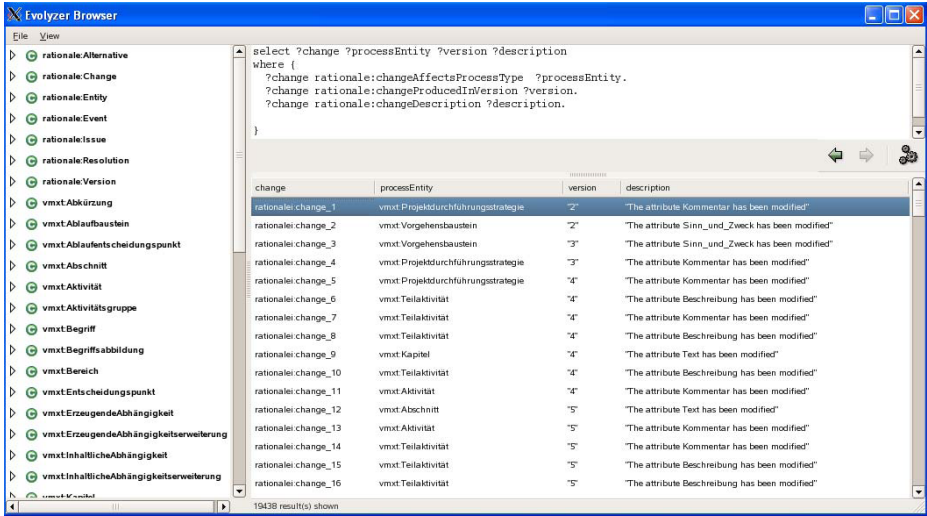 Evolyzer Browser
File View
rationale:Alternative
rationale:Change
rationale:Entity
rationale:Event
rationale:Issue
rationale:Resolution
rationale:Version
vmxt:Abkürzung
vmxt:Ablaufbaustein
vmxt:Ablaufentscheidungspunkt
vmxt:Abschnitt
vmxt:Aktivität
vmxt:Aktivitätsgruppe
vmxt:Begriff
vmxt:Begriffsabbildung
vmxt:Bereich
vmxt:Entscheidungspunkt
vmxt:ErzeugendeAbhängigkeit
vmxt:ErzeugendeAbhängigkeitserweiterung
vmxt:InhaltlicheAbhängigkeit
vmxt:InhaltlicheAbhängigkeitserweiterung
vmxt:Kapitel
select ?change ?processEntity ?version ?description
where {
?change rationale:changeAffectsProcessType ?processEntity.
?change rationale:changeProducedInVersion ?version.
?change rationale:changeDescription ?description.
}
change processEntity version description
rationalei:change_1 vmxt:Projektdurchführungsstrategie "2" "The attribute Kommentar has been modified"
rationalei:change_2 vmxt:Vorgehensbaustein "2" "The attribute Sinn_und_Zweck has been modified"
rationalei:change_3 vmxt:Vorgehensbaustein "3" "The attribute Sinn_und_Zweck has been modified"
rationalei:change_4 vmxt:Projektdurchführungsstrategie "3" "The attribute Kommentar has been modified"
rationalei:change_5 vmxt:Projektdurchführungsstrategie "4" "The attribute Kommentar has been modified"
rationalei:change_6 vmxt:Teilaktivität "4" "The attribute Beschreibung has been modified"
rationalei:change_7 vmxt:Teilaktivität "4" "The attribute Kommentar has been modified"
rationalei:change_8 vmxt:Teilaktivität "4" "The attribute Beschreibung has been modified"
rationalei:change_9 vmxt:Kapitel "4" "The attribute Text has been modified"
rationalei:change_10 vmxt:Teilaktivität "4" "The attribute Beschreibung has been modified"
rationalei:change_11 vmxt:Aktivität "4" "The attribute Kommentar has been modified"
rationalei:change_12 vmxt:Abschnitt "5" "The attribute Text has been modified"
rationalei:change_13 vmxt:Aktivität "5" "The attribute Kommentar has been modified"
rationalei:change_14 vmxt:Teilaktivität "5" "The attribute Kommentar has been modified"
rationalei:change_15 vmxt:Teilaktivität "5" "The attribute Beschreibung has been modified"
rationalei:change_16 vmxt:Teilaktivität "5" "The attribute Beschreibung has been modified"
19438 result(s) shown